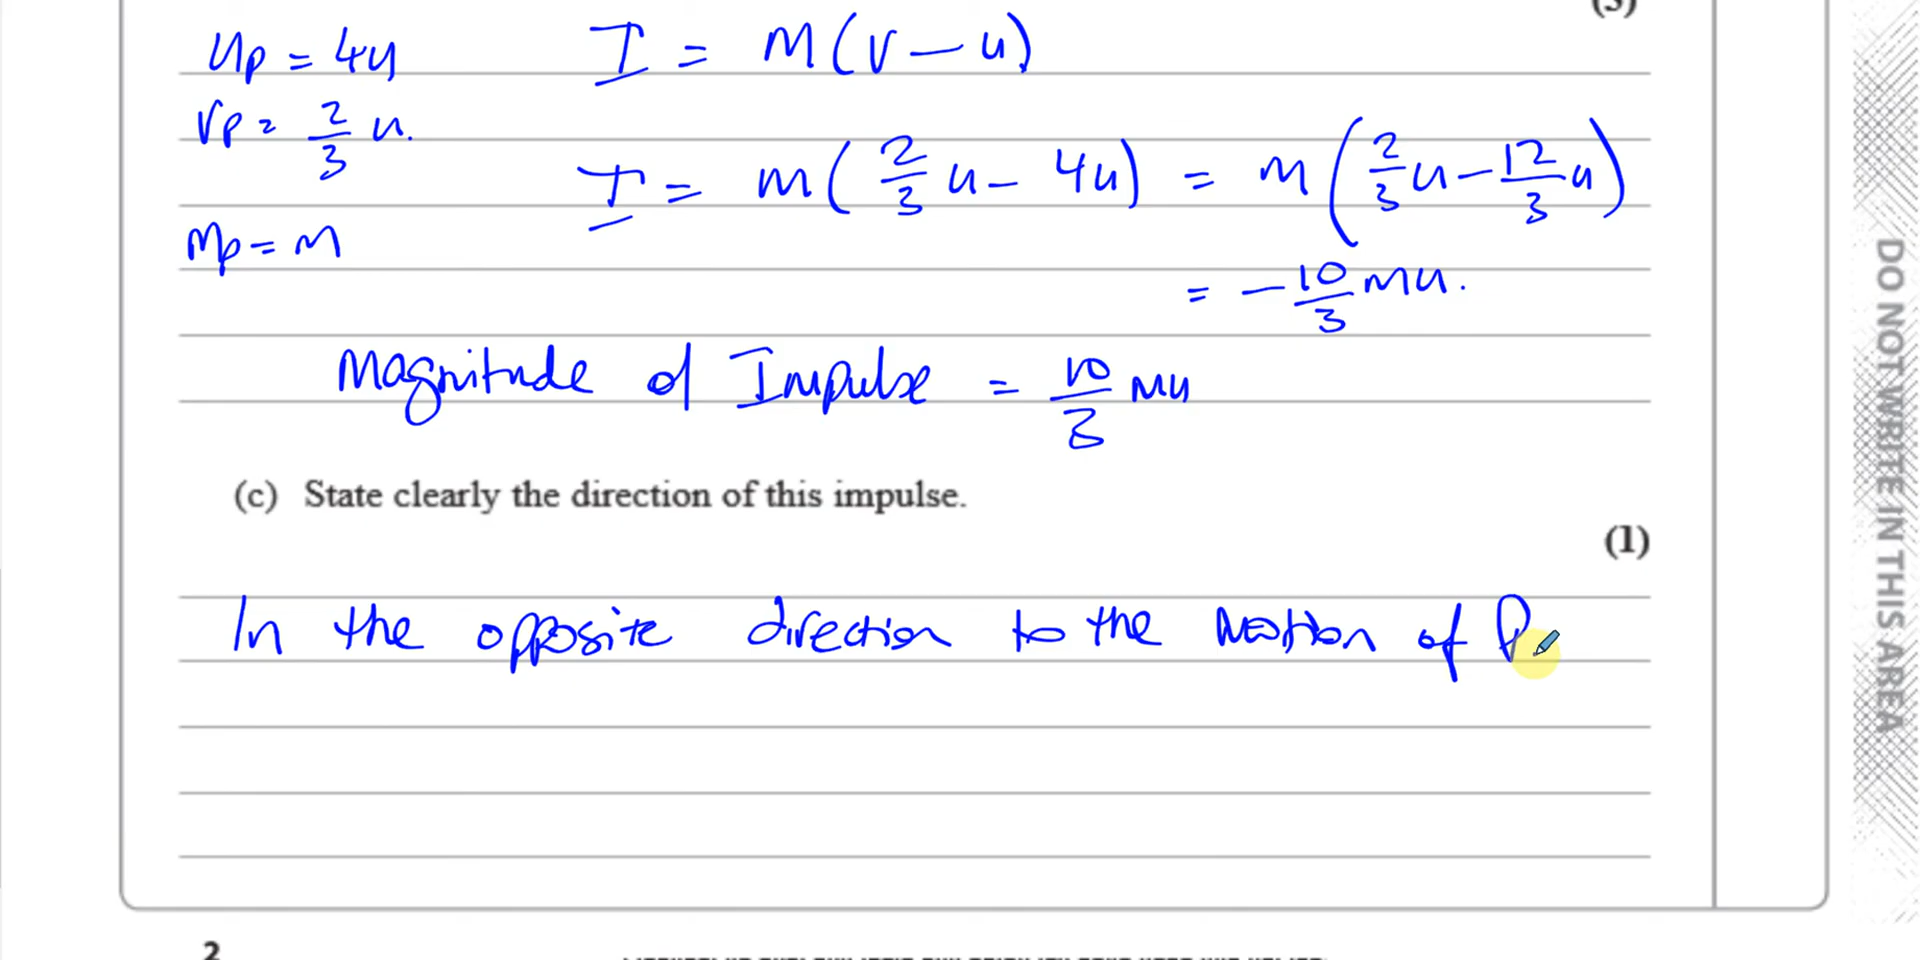 (3)
up = 4u I = m(v - u)
vp = 2/3 u.
I = m(2/3 u - 4u) = m(2/3 u - 12/3 u)
mp = m
= -10/3 mu.
Magnitude of Impulse = 10/3 mu
(c) State clearly the direction of this impulse.
(1)
In the opposite direction to the motion of P
2
DO NOT WRITE IN THIS AREA